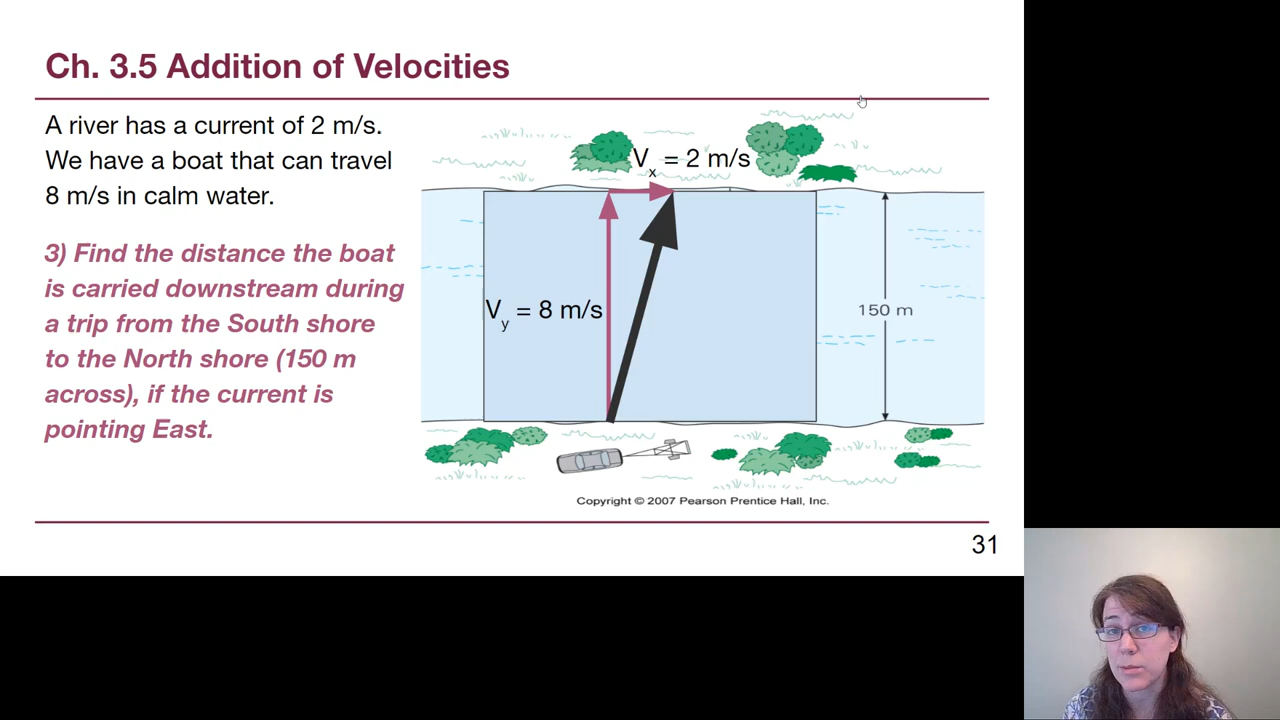 Ch. 3.5 Addition of Velocities
A river has a current of 2 m/s.
We have a boat that can travel
8 m/s in calm water.
3) Find the distance the boat
is carried downstream during
a trip from the South shore
to the North shore (150 m
across), if the current is
pointing East.
Vx = 2 m/s
Vy = 8 m/s
150 m
Copyright © 2007 Pearson Prentice Hall, Inc.
31